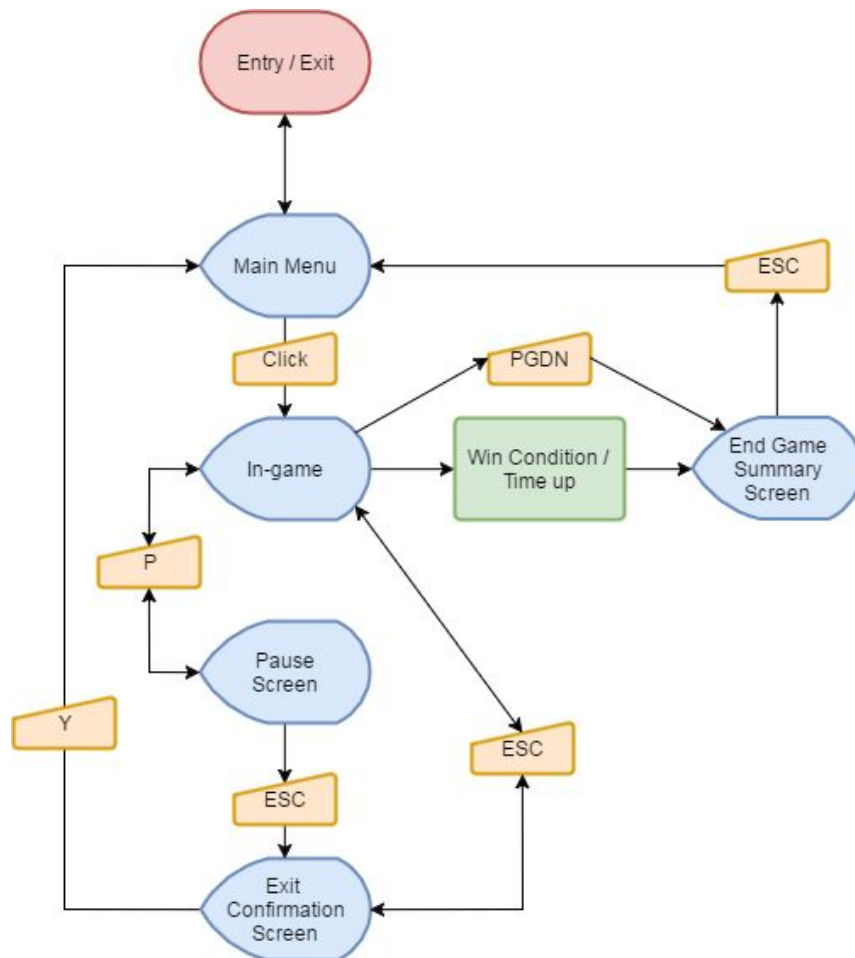 Entry / Exit
Main Menu
ESC
Click
PGDN
In-game
Win Condition /
Time up
End Game
Summary
Screen
P
Pause
Screen
Y
ESC
ESC
Exit
Confirmation
Screen